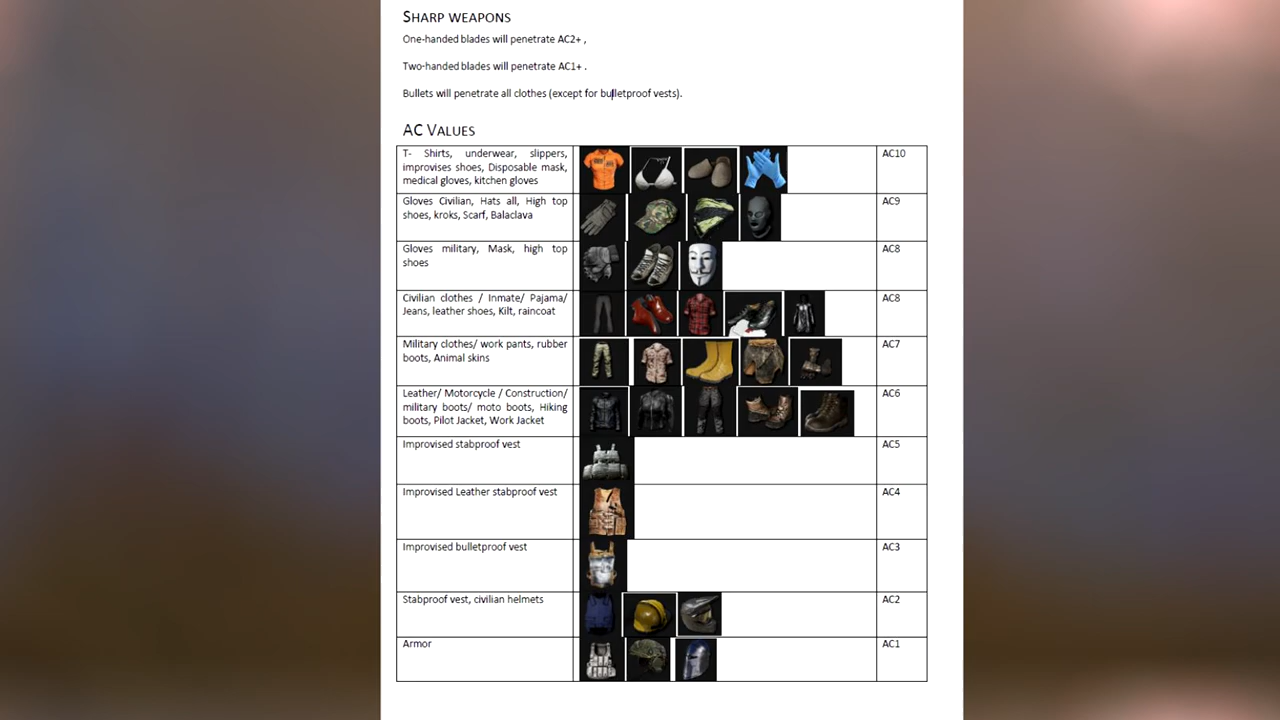 SHARP WEAPONS
One-handed blades will penetrate AC2+ ,
Two-handed blades will penetrate AC1+ .
Bullets will penetrate all clothes (except for bulletproof vests).
AC VALUES
T- Shirts, underwear, slippers,
improvises shoes, Disposable mask,
medical gloves, kitchen gloves
AC10
Gloves Civilian, Hats all, High top
shoes, kroks, Scarf, Balaclava
AC9
Gloves military, Mask, high top
shoes
AC8
Civilian clothes / Inmate/ Pajama/
Jeans, leather shoes, Kilt, raincoat
AC8
Military clothes/ work pants, rubber
boots, Animal skins
AC7
Leather/ Motorcycle / Construction/
military boots/ moto boots, Hiking
boots, Pilot Jacket, Work Jacket
AC6
Improvised stabproof vest
AC5
Improvised Leather stabproof vest
AC4
Improvised bulletproof vest
AC3
Stabproof vest, civilian helmets
AC2
Armor
AC1